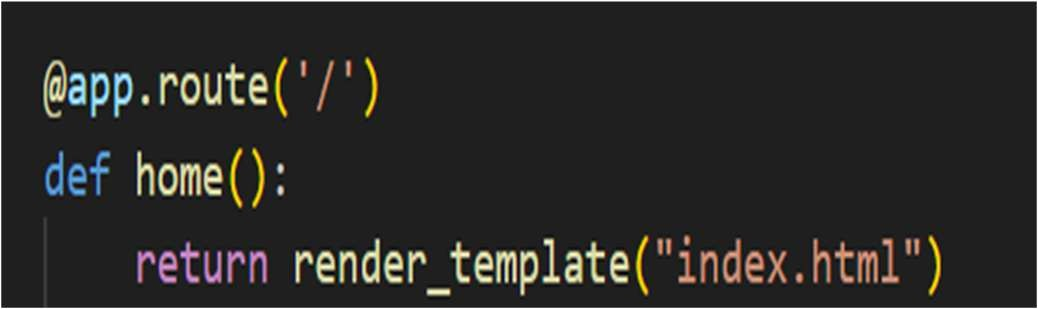 @app.route('/')
def home():
    return render_template("index.html")